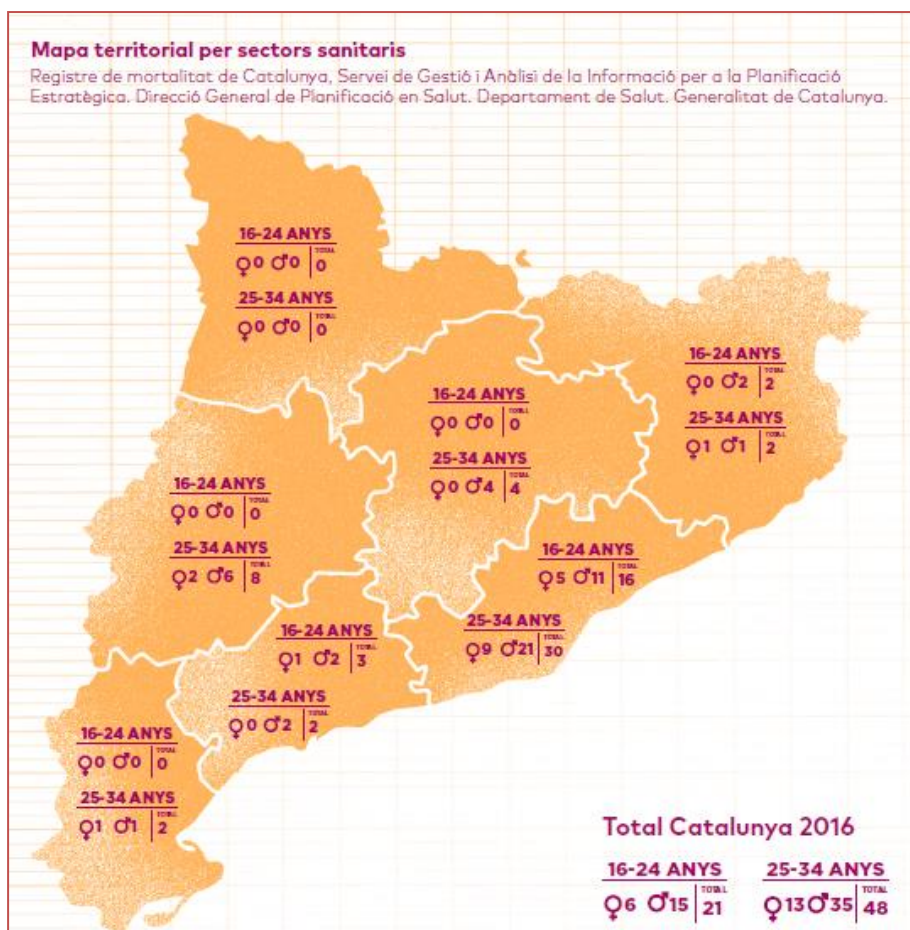 Mapa territorial per sectors sanitaris
Registre de mortalitat de Catalunya, Servei de Gestió i Anàlisi de la Informació per a la Planificació
Estratègica. Direcció General de Planificació en Salut. Departament de Salut. Generalitat de Catalunya.
16-24 ANYS
♀0 ♂0 TOTAL 0
25-34 ANYS
♀0 ♂0 TOTAL 0
16-24 ANYS
♀0 ♂2 TOTAL 2
25-34 ANYS
♀1 ♂1 TOTAL 2
16-24 ANYS
♀0 ♂0 TOTAL 0
25-34 ANYS
♀0 ♂4 TOTAL 4
16-24 ANYS
♀0 ♂0 TOTAL 0
25-34 ANYS
♀2 ♂6 TOTAL 8
16-24 ANYS
♀5 ♂11 TOTAL 16
25-34 ANYS
♀9 ♂21 TOTAL 30
16-24 ANYS
♀1 ♂2 TOTAL 3
25-34 ANYS
♀0 ♂2 TOTAL 2
16-24 ANYS
♀0 ♂0 TOTAL 0
25-34 ANYS
♀1 ♂1 TOTAL 2
Total Catalunya 2016
16-24 ANYS
♀6 ♂15 TOTAL 21
25-34 ANYS
♀13 ♂35 TOTAL 48